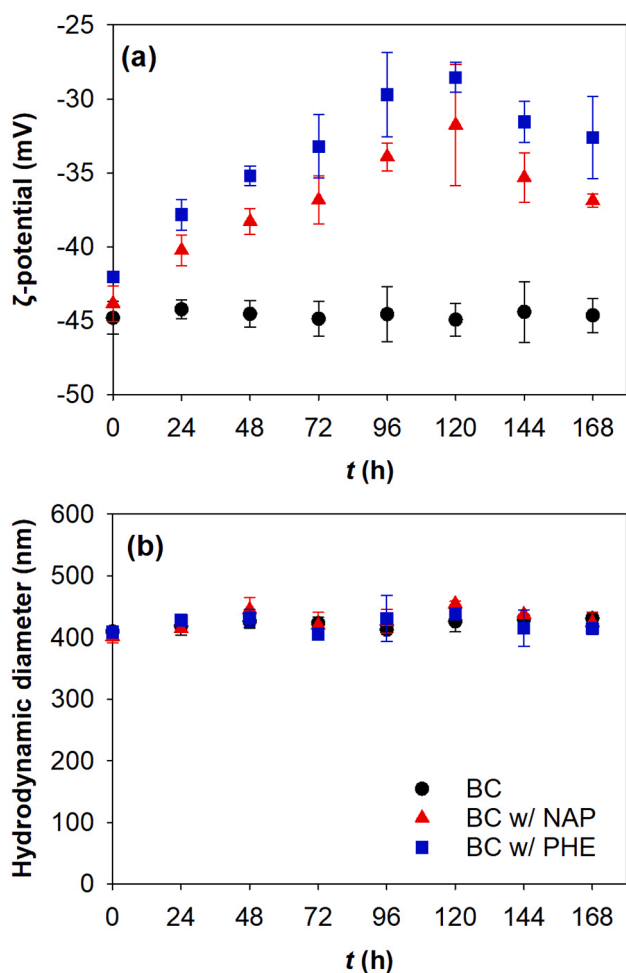 (a)
ζ-potential (mV)
-25
-30
-35
-40
-45
-50
0 24 48 72 96 120 144 168
t (h)
(b)
Hydrodynamic diameter (nm)
600
500
400
300
200
100
0
BC
BC w/ NAP
BC w/ PHE
0 24 48 72 96 120 144 168
t (h)